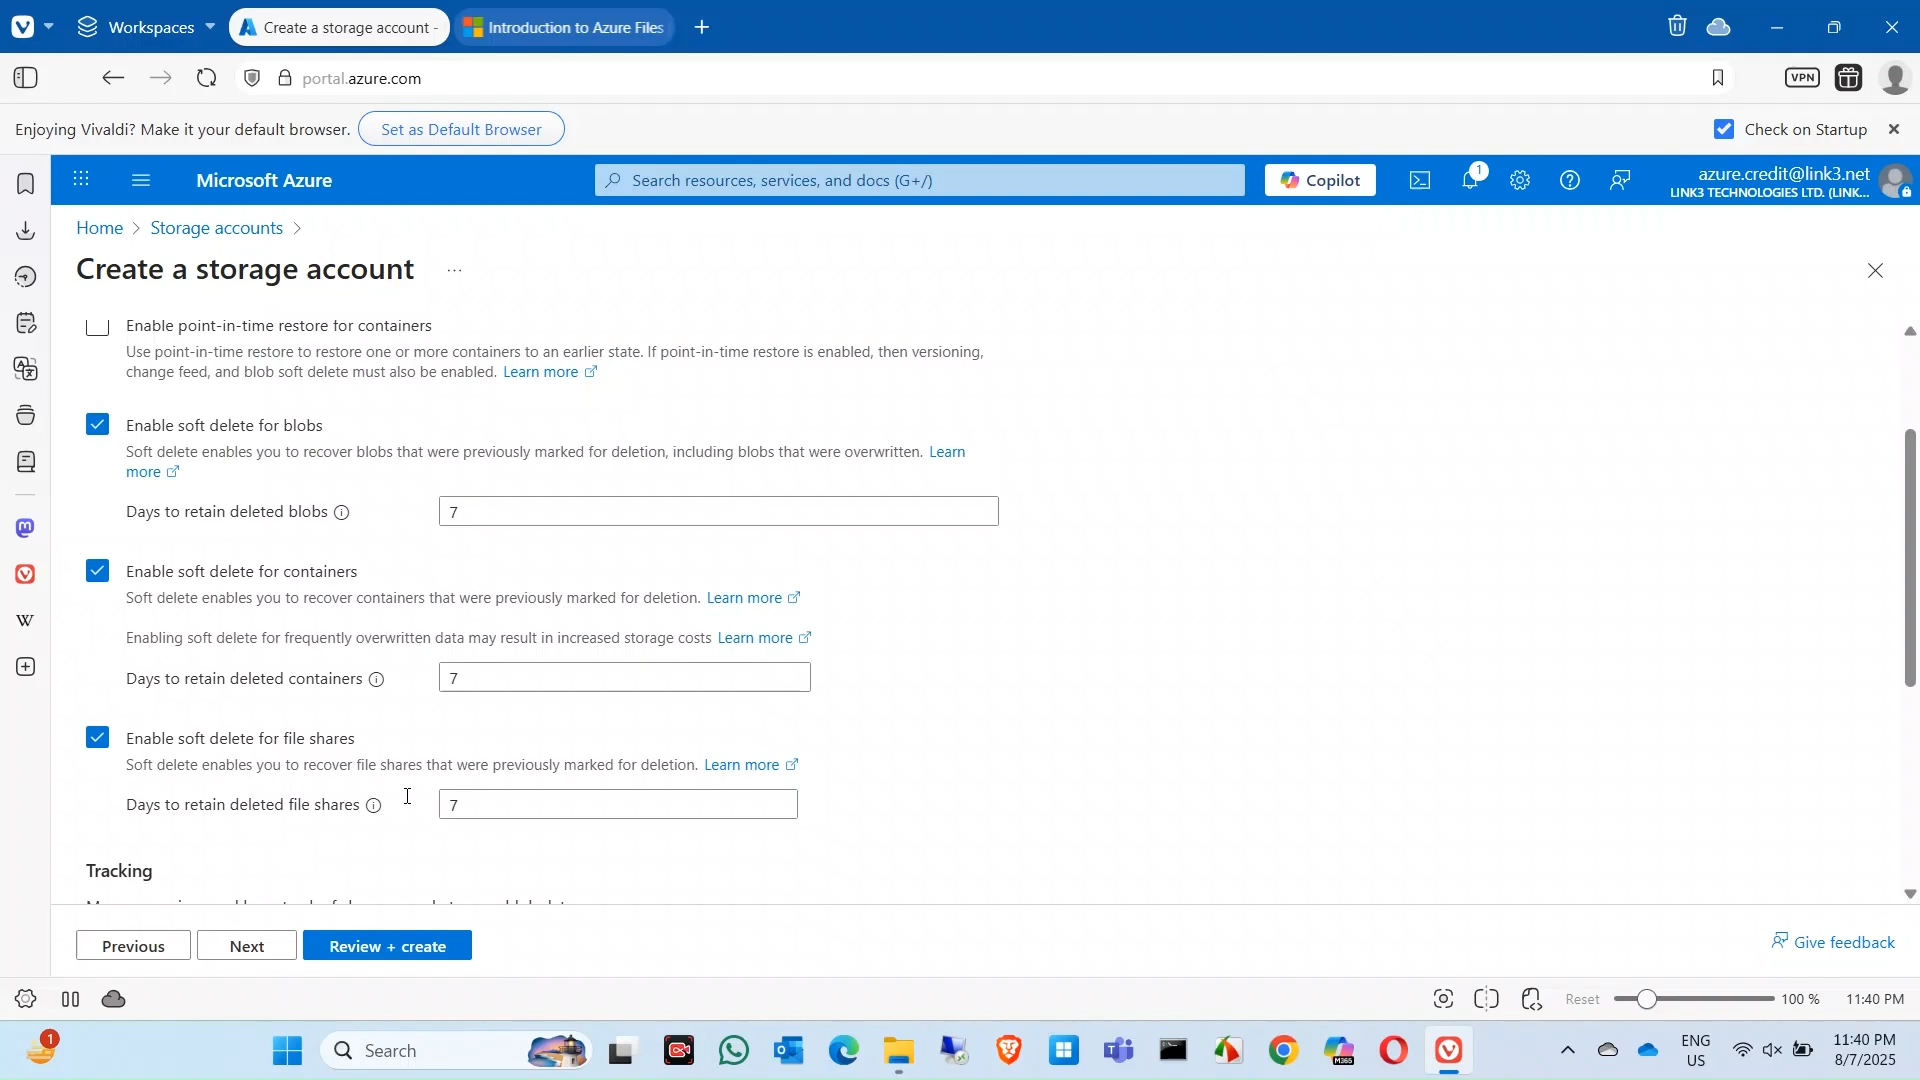 Workspaces
Create a storage account -
Introduction to Azure Files
portal.azure.com
VPN
Enjoying Vivaldi? Make it your default browser.
Set as Default Browser
Check on Startup
Microsoft Azure
Search resources, services, and docs (G+/)
Copilot
1
azure.credit@link3.net
LINK3 TECHNOLOGIES LTD. (LINK...
Home > Storage accounts >
Create a storage account ...
Enable point-in-time restore for containers
Use point-in-time restore to restore one or more containers to an earlier state. If point-in-time restore is enabled, then versioning,
change feed, and blob soft delete must also be enabled. Learn more
Enable soft delete for blobs
Soft delete enables you to recover blobs that were previously marked for deletion, including blobs that were overwritten. Learn
more
Days to retain deleted blobs
7
Enable soft delete for containers
Soft delete enables you to recover containers that were previously marked for deletion. Learn more
Enabling soft delete for frequently overwritten data may result in increased storage costs Learn more
Days to retain deleted containers
7
Enable soft delete for file shares
Soft delete enables you to recover file shares that were previously marked for deletion. Learn more
Days to retain deleted file shares
7
Tracking
Previous
Next
Review + create
Give feedback
Reset
100 %
11:40 PM
1
Search
M365
ENG
US
11:40 PM
8/7/2025